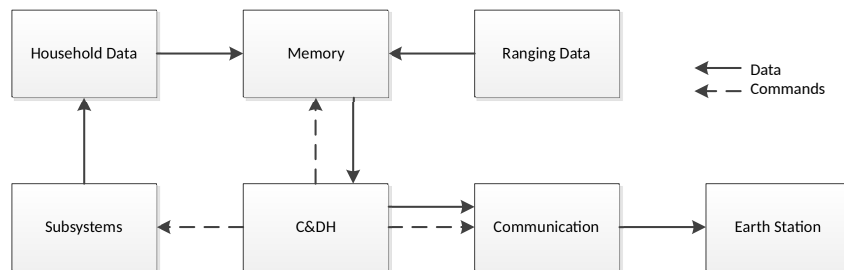 Household Data
Memory
Ranging Data
Data
Commands
Subsystems
C&DH
Communication
Earth Station